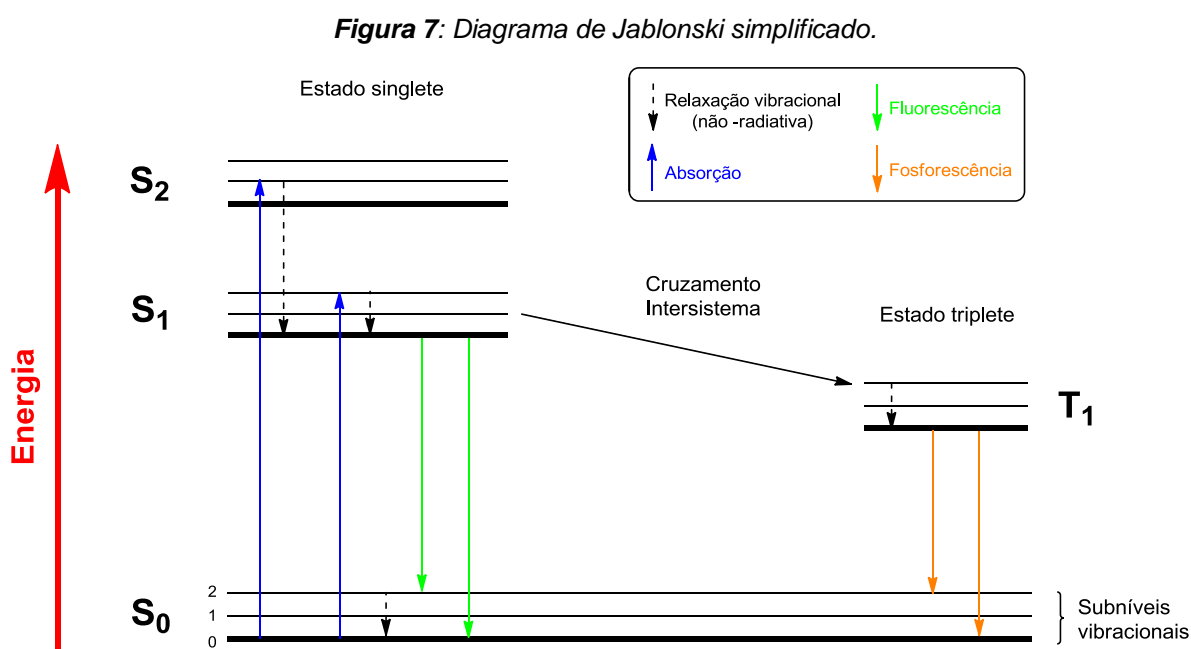 Figura 7: Diagrama de Jablonski simplificado.
Estado singlete
Relaxação vibracional
(não -radiativa)
Fluorescência
Absorção
Fosforescência
S2
S1
Cruzamento
Intersistema
Estado triplete
T1
Energia
S0
2
1
0
Subníveis
vibracionais